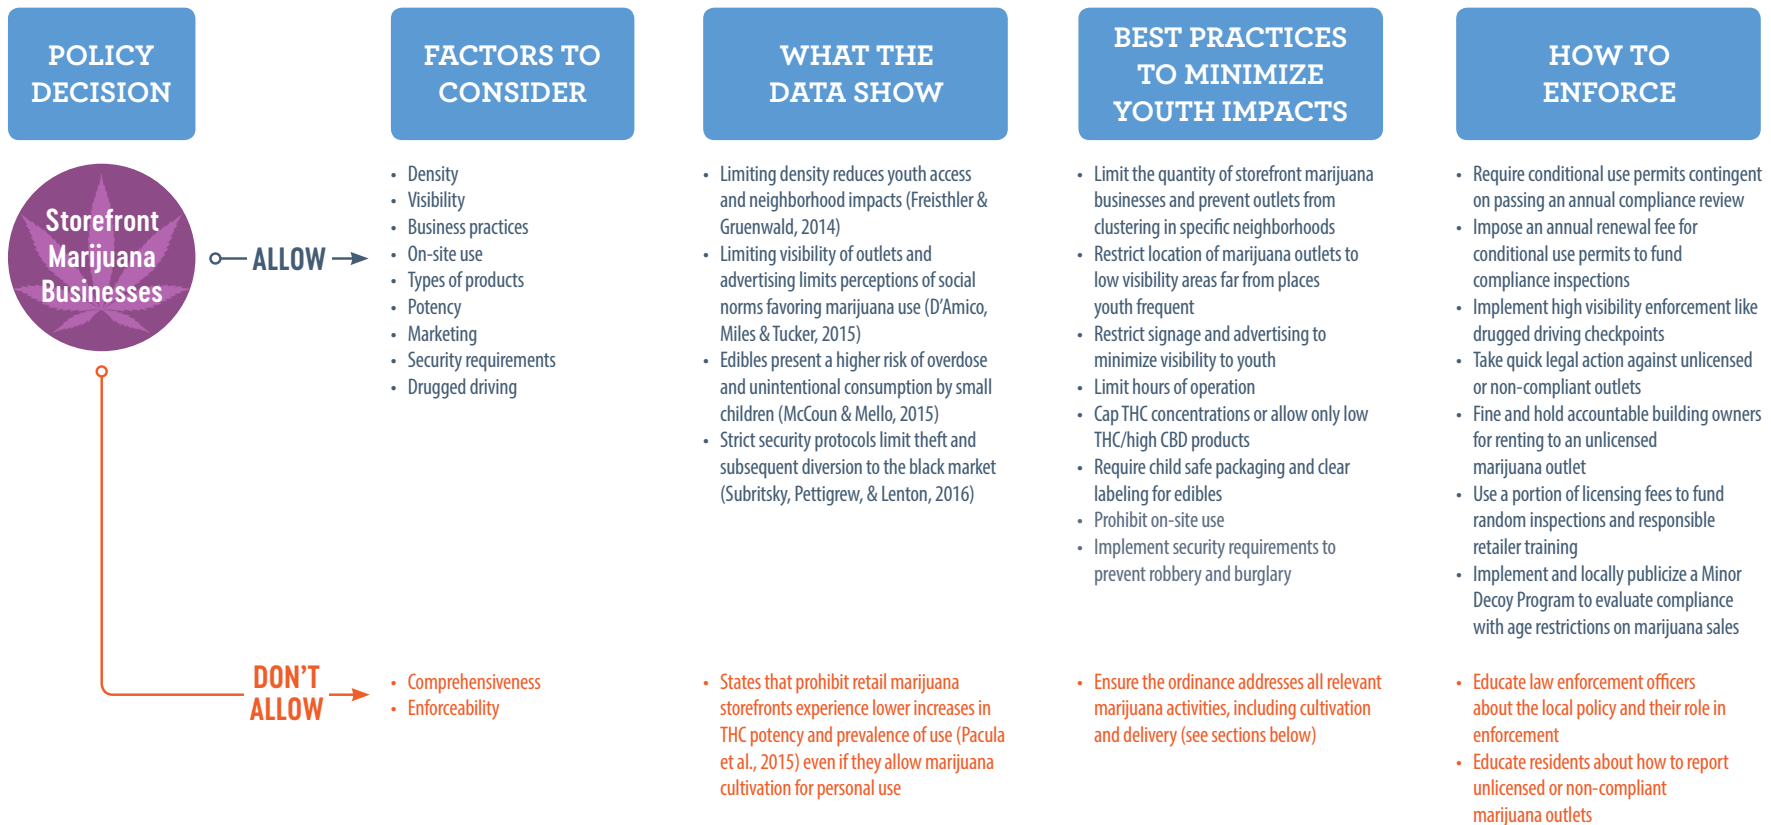 POLICY
DECISION
FACTORS TO
CONSIDER
WHAT THE
DATA SHOW
BEST PRACTICES
TO MINIMIZE
YOUTH IMPACTS
HOW TO
ENFORCE
Storefront
Marijuana
Businesses
ALLOW
• Density
• Visibility
• Business practices
• On-site use
• Types of products
• Potency
• Marketing
• Security requirements
• Drugged driving
• Limiting density reduces youth access
and neighborhood impacts (Freisthler &
Gruenwald, 2014)
• Limiting visibility of outlets and
advertising limits perceptions of social
norms favoring marijuana use (D'Amico,
Miles & Tucker, 2015)
• Edibles present a higher risk of overdose
and unintentional consumption by small
children (McCoun & Mello, 2015)
• Strict security protocols limit theft and
subsequent diversion to the black market
(Subritsky, Pettigrew, & Lenton, 2016)
• Limit the quantity of storefront marijuana
businesses and prevent outlets from
clustering in specific neighborhoods
• Restrict location of marijuana outlets to
low visibility areas far from places
youth frequent
• Restrict signage and advertising to
minimize visibility to youth
• Limit hours of operation
• Cap THC concentrations or allow only low
THC/high CBD products
• Require child safe packaging and clear
labeling for edibles
• Prohibit on-site use
• Implement security requirements to
prevent robbery and burglary
• Require conditional use permits contingent
on passing an annual compliance review
• Impose an annual renewal fee for
conditional use permits to fund
compliance inspections
• Implement high visibility enforcement like
drugged driving checkpoints
• Take quick legal action against unlicensed
or non-compliant outlets
• Fine and hold accountable building owners
for renting to an unlicensed
marijuana outlet
• Use a portion of licensing fees to fund
random inspections and responsible
retailer training
• Implement and locally publicize a Minor
Decoy Program to evaluate compliance
with age restrictions on marijuana sales
DON'T
ALLOW
• Comprehensiveness
• Enforceability
• States that prohibit retail marijuana
storefronts experience lower increases in
THC potency and prevalence of use (Pacula
et al., 2015) even if they allow marijuana
cultivation for personal use
• Ensure the ordinance addresses all relevant
marijuana activities, including cultivation
and delivery (see sections below)
• Educate law enforcement officers
about the local policy and their role in
enforcement
• Educate residents about how to report
unlicensed or non-compliant
marijuana outlets